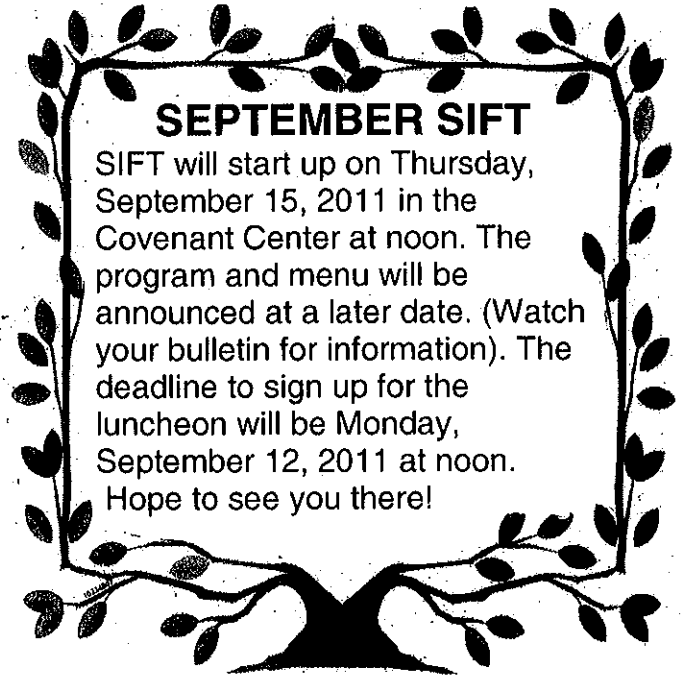 SEPTEMBER SIFT
SIFT will start up on Thursday,
September 15, 2011 in the
Covenant Center at noon. The
program and menu will be
announced at a later date. (Watch
your bulletin for information). The
deadline to sign up for the
luncheon will be Monday,
September 12, 2011 at noon.
Hope to see you there!